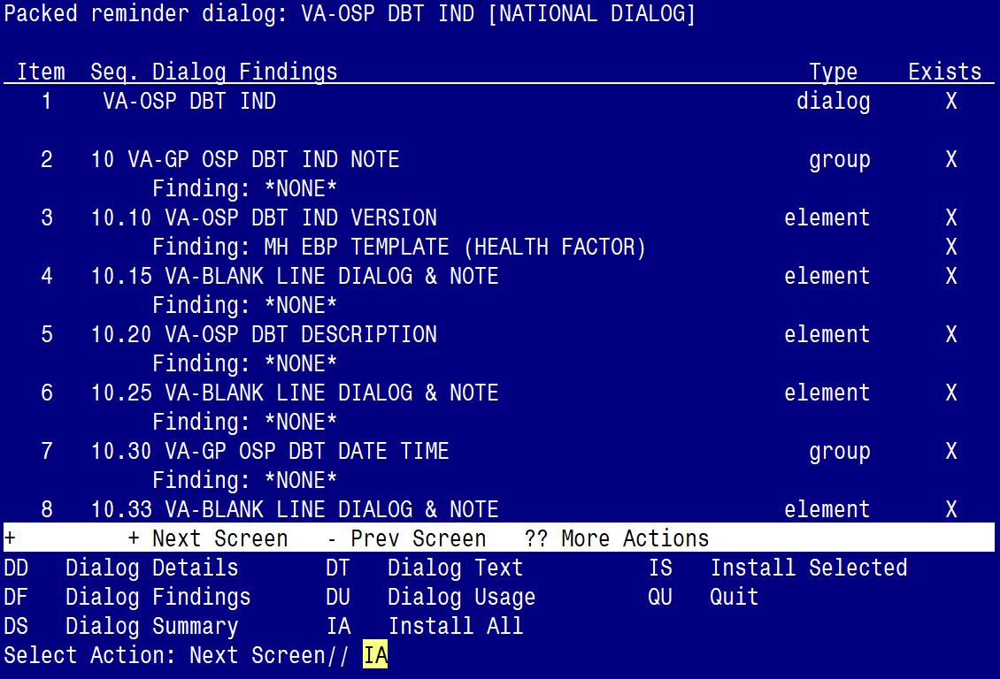 Packed reminder dialog: VA-OSP DBT IND [NATIONAL DIALOG]
Item Seq. Dialog Findings Type Exists
1 VA-OSP DBT IND dialog X
2 10 VA-GP OSP DBT IND NOTE group X
Finding: *NONE*
3 10.10 VA-OSP DBT IND VERSION element X
Finding: MH EBP TEMPLATE (HEALTH FACTOR) X
4 10.15 VA-BLANK LINE DIALOG & NOTE element X
Finding: *NONE*
5 10.20 VA-OSP DBT DESCRIPTION element X
Finding: *NONE*
6 10.25 VA-BLANK LINE DIALOG & NOTE element X
Finding: *NONE*
7 10.30 VA-GP OSP DBT DATE TIME group X
Finding: *NONE*
8 10.33 VA-BLANK LINE DIALOG & NOTE element X
+ + Next Screen - Prev Screen ?? More Actions
DD Dialog Details DT Dialog Text IS Install Selected
DF Dialog Findings DU Dialog Usage QU Quit
DS Dialog Summary IA Install All
Select Action: Next Screen// IA